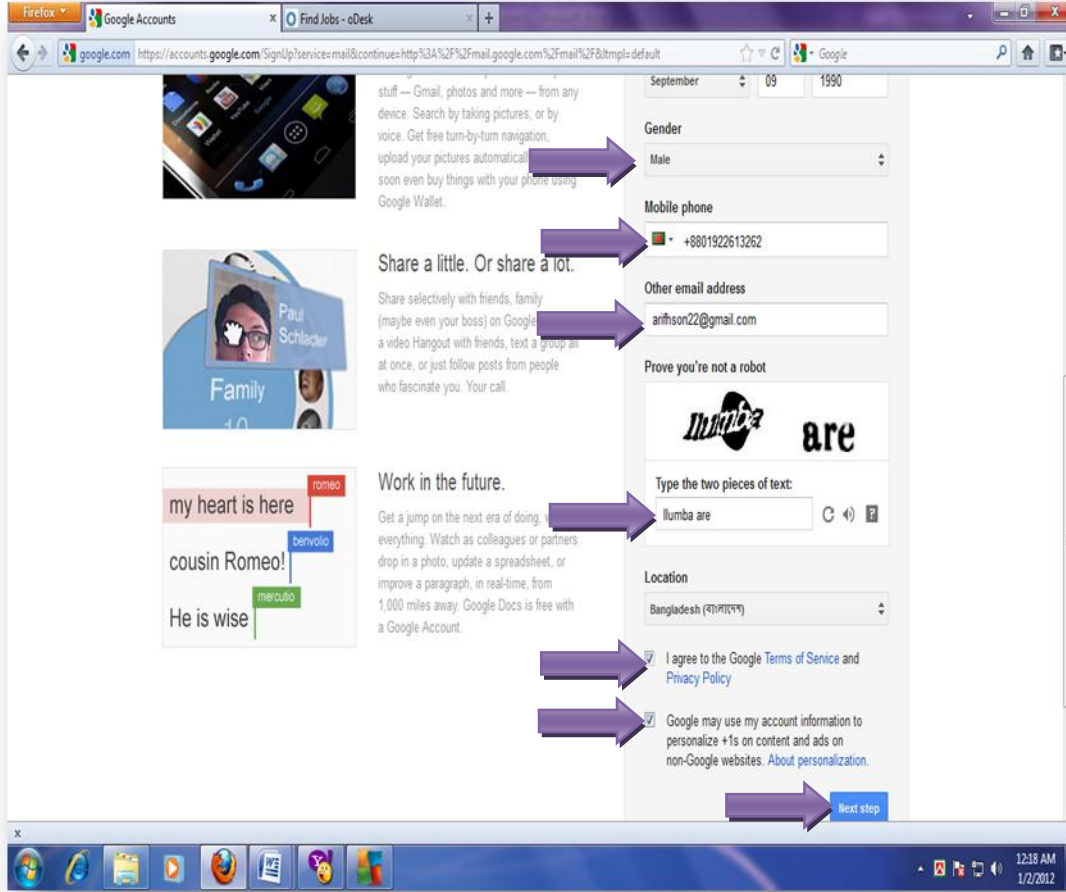 Firefox
Google Accounts
Find Jobs - oDesk
google.com
https://accounts.google.com/SignUp?service=mail&continue=http%3A%2F%2Fmail.google.com%2Fmail%2F&ltmpl=default
Google
stuff — Gmail, photos and more — from any
device. Search by taking pictures, or by
voice. Get free turn-by-turn navigation,
upload your pictures automatically
soon even buy things with your phone using
Google Wallet.
Share a little. Or share a lot.
Share selectively with friends, family
(maybe even your boss) on Google
a video Hangout with friends, text a group all
at once, or just follow posts from people
who fascinate you. Your call.
Paul
Schlacter
Family
10
Work in the future.
Get a jump on the next era of doing,
everything. Watch as colleagues or partners
drop in a photo, update a spreadsheet, or
improve a paragraph, in real-time, from
1,000 miles away. Google Docs is free with
a Google Account.
romeo
my heart is here
benvolio
cousin Romeo!
mercutio
He is wise
September 09 1990
Gender
Male
Mobile phone
+8801922613262
Other email address
@gmail.com
Prove you're not a robot
llumba are
Type the two pieces of text:
llumba are
Location
Bangladesh (বাংলাদেশ)
I agree to the Google Terms of Service and
Privacy Policy
Google may use my account information to
personalize +1s on content and ads on
non-Google websites. About personalization.
Next step
x
12:18 AM
1/2/2012